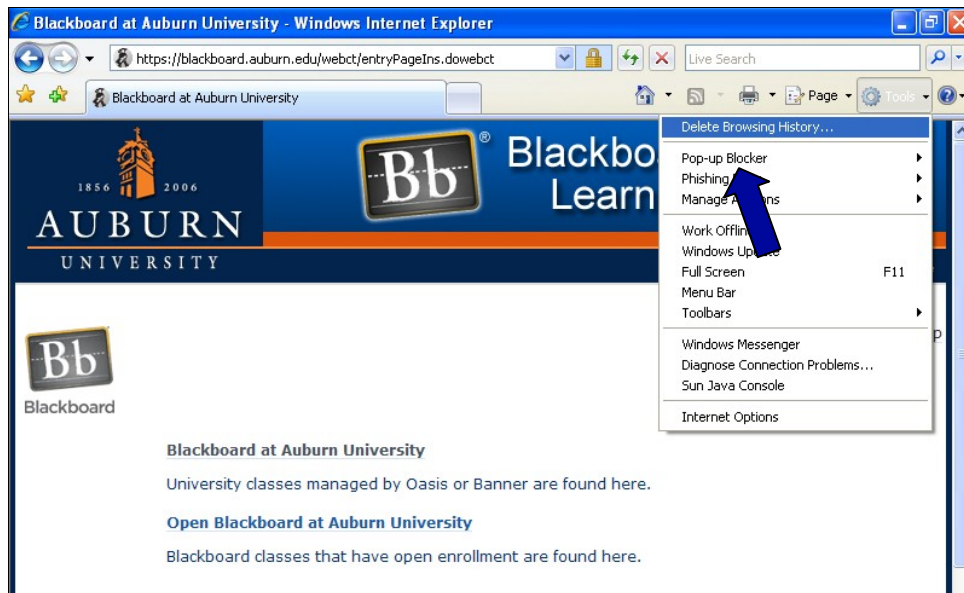 Blackboard at Auburn University - Windows Internet Explorer
https://blackboard.auburn.edu/webct/entryPageIns.dowebct
Live Search
Blackboard at Auburn University
Page
Tools
Delete Browsing History...
Pop-up Blocker
Phishing
Manage
Work Offline
Windows Update
Full Screen F11
Menu Bar
Toolbars
Windows Messenger
Diagnose Connection Problems...
Sun Java Console
Internet Options
1856 2006
AUBURN
UNIVERSITY
Bb®
Blackbo
Learn
p
Bb
Blackboard
Blackboard at Auburn University
University classes managed by Oasis or Banner are found here.
Open Blackboard at Auburn University
Blackboard classes that have open enrollment are found here.